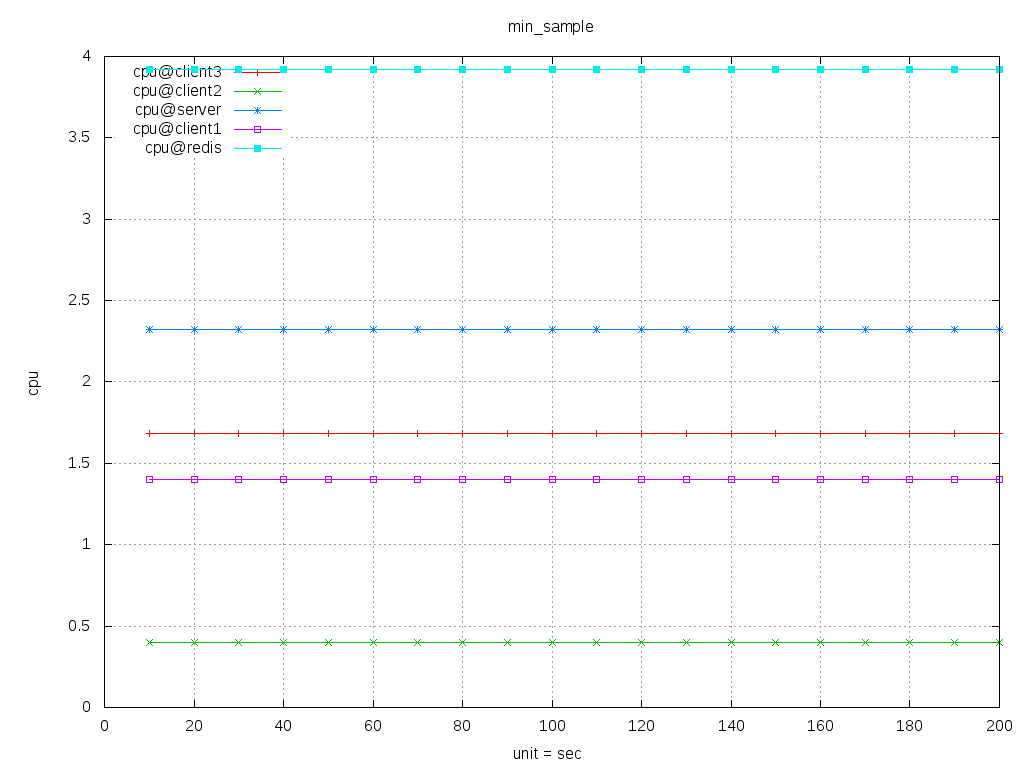 min_sample
4
cpu@client3
cpu@client2
cpu@server
cpu@client1
cpu@redis
3.5
3
2.5
2
cpu
1.5
1
0.5
0
0 20 40 60 80 100 120 140 160 180 200
unit = sec